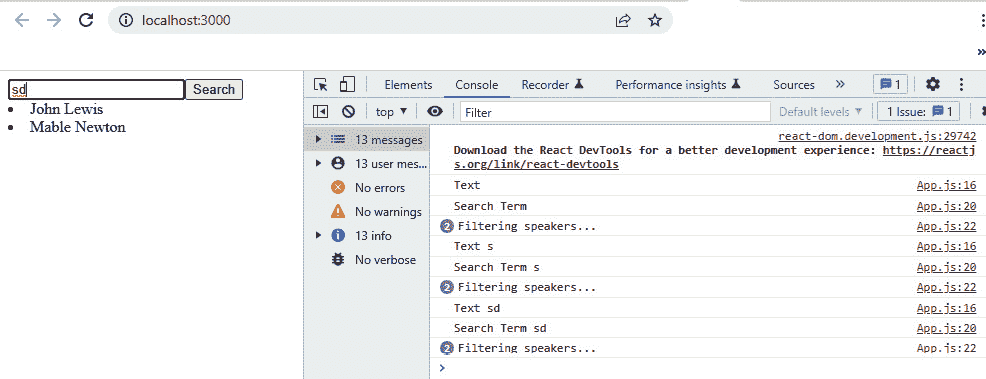 localhost:3000
sd
Search
John Lewis
Mable Newton
Elements Console Recorder Performance insights Sources » 1
top Filter Default levels 1 Issue: 1
13 messages
13 user mes...
No errors
No warnings
13 info
No verbose
react-dom.development.js:29742
Download the React DevTools for a better development experience: https://reactj
s.org/link/react-devtools
Text App.js:16
Search Term App.js:20
2 Filtering speakers... App.js:22
Text s App.js:16
Search Term s App.js:20
2 Filtering speakers... App.js:22
Text sd App.js:16
Search Term sd App.js:20
2 Filtering speakers... App.js:22